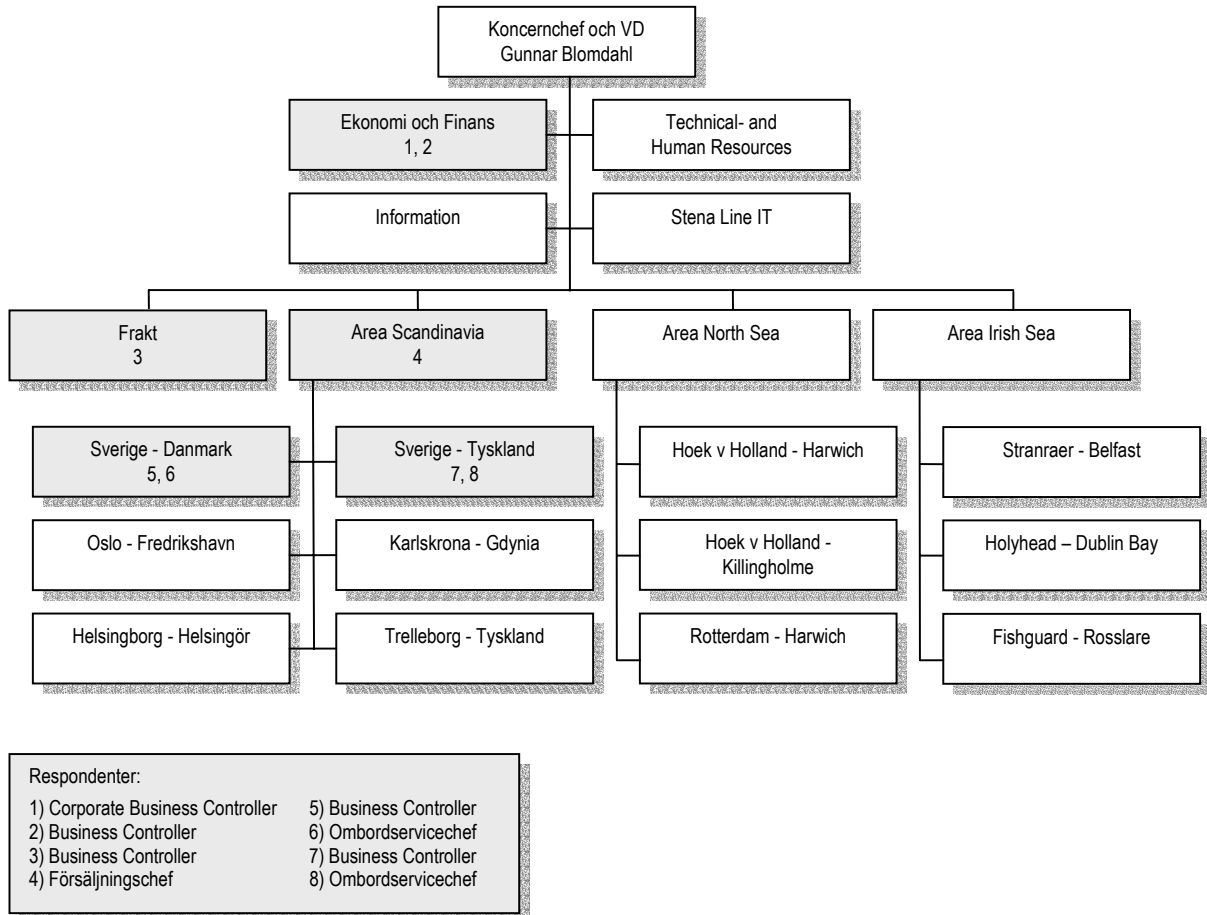 Koncernchef och VD
Gunnar Blomdahl
Ekonomi och Finans
1, 2
Technical- and
Human Resources
Information
Stena Line IT
Frakt
3
Area Scandinavia
4
Area North Sea
Area Irish Sea
Sverige - Danmark
5, 6
Sverige - Tyskland
7, 8
Hoek v Holland - Harwich
Stranraer - Belfast
Oslo - Fredrikshavn
Karlskrona - Gdynia
Hoek v Holland -
Killingholme
Holyhead – Dublin Bay
Helsingborg - Helsingör
Trelleborg - Tyskland
Rotterdam - Harwich
Fishguard - Rosslare
Respondenter:
1) Corporate Business Controller
2) Business Controller
3) Business Controller
4) Försäljningschef
5) Business Controller
6) Ombordservicechef
7) Business Controller
8) Ombordservicechef